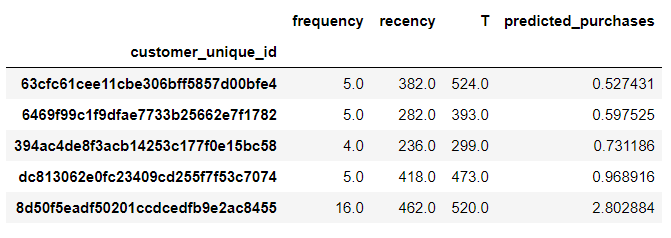 frequency recency T predicted_purchases
customer_unique_id
63cfc61cee11cbe306bff5857d00bfe4 5.0 382.0 524.0 0.527431
6469f99c1f9dfae7733b25662e7f1782 5.0 282.0 393.0 0.597525
394ac4de8f3acb14253c177f0e15bc58 4.0 236.0 299.0 0.731186
dc813062e0fc23409cd255f7f53c7074 5.0 418.0 473.0 0.968916
8d50f5eadf50201ccdcedfb9e2ac8455 16.0 462.0 520.0 2.802884